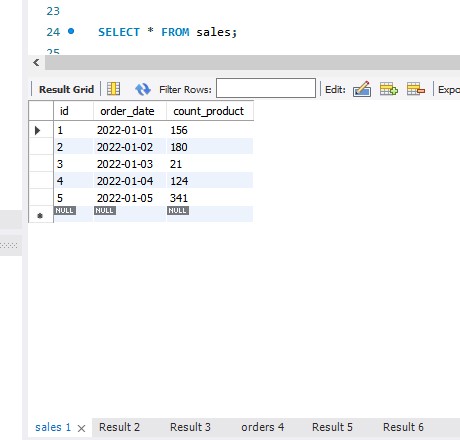 23
24 SELECT * FROM sales;
25
Result Grid Filter Rows: Edit: Expo
id order_date count_product
1 2022-01-01 156
2 2022-01-02 180
3 2022-01-03 21
4 2022-01-04 124
5 2022-01-05 341
NULL NULL NULL
sales 1 Result 2 Result 3 orders 4 Result 5 Result 6